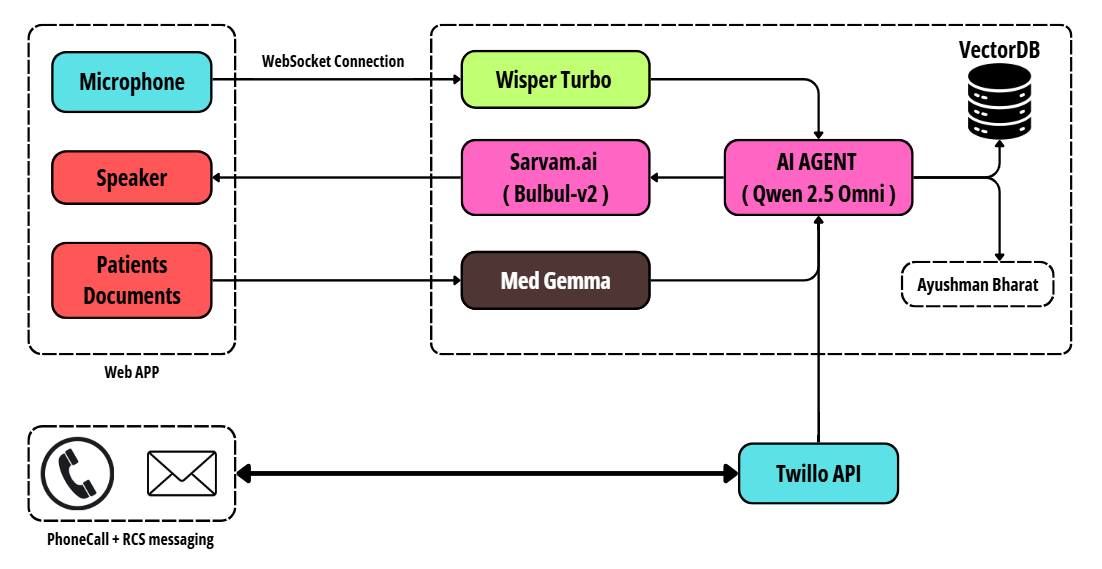 VectorDB
WebSocket Connection
Microphone
Wisper Turbo
Speaker
Sarvam.ai
( Bulbul-v2 )
AI AGENT
( Qwen 2.5 Omni )
Patients
Documents
Med Gemma
Ayushman Bharat
Web APP
Twillo API
PhoneCall + RCS messaging